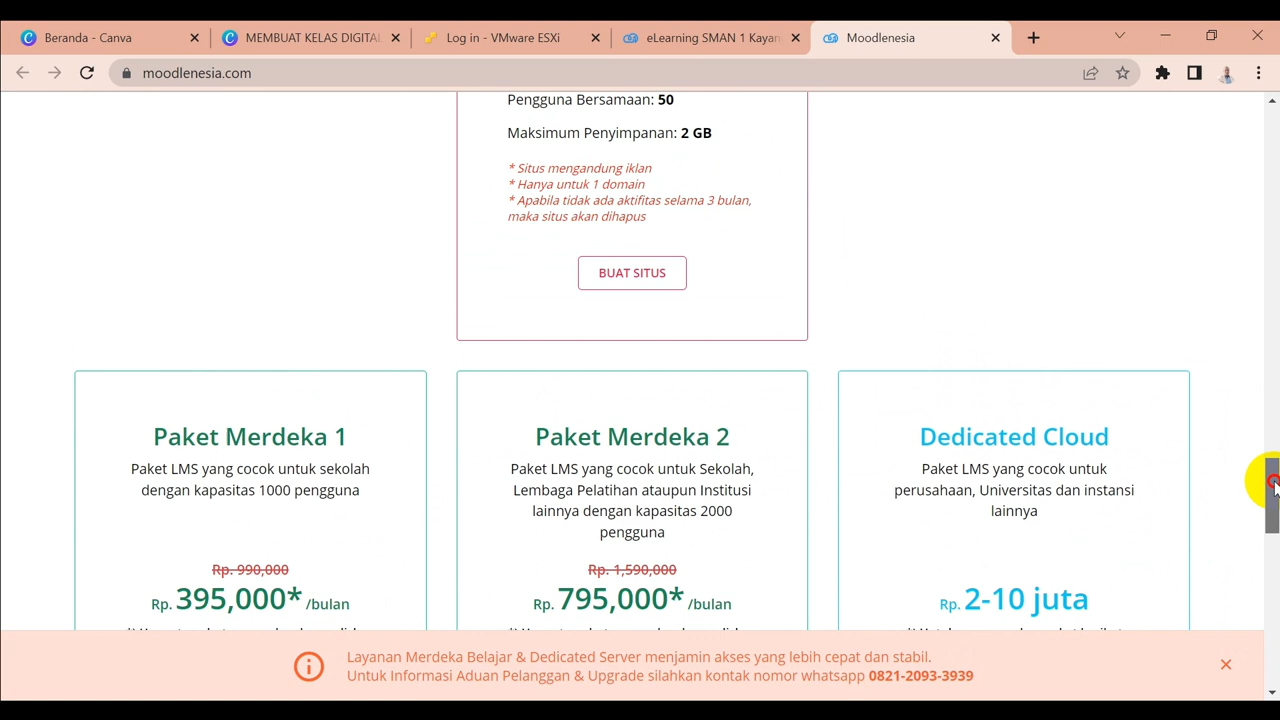 Beranda - Canva
MEMBUAT KELAS DIGITAL
Log in - VMware ESXi
eLearning SMAN 1 Kayan
Moodlenesia
moodlenesia.com
Pengguna Bersamaan: 50
Maksimum Penyimpanan: 2 GB
* Situs mengandung iklan
* Hanya untuk 1 domain
* Apabila tidak ada aktifitas selama 3 bulan,
maka situs akan dihapus
BUAT SITUS
Paket Merdeka 1
Paket LMS yang cocok untuk sekolah
dengan kapasitas 1000 pengguna
Rp. 990,000
Rp. 395,000* /bulan
Paket Merdeka 2
Paket LMS yang cocok untuk Sekolah,
Lembaga Pelatihan ataupun Institusi
lainnya dengan kapasitas 2000
pengguna
Rp. 1,590,000
Rp. 795,000* /bulan
Dedicated Cloud
Paket LMS yang cocok untuk
perusahaan, Universitas dan instansi
lainnya
Rp. 2-10 juta
Layanan Merdeka Belajar & Dedicated Server menjamin akses yang lebih cepat dan stabil.
Untuk Informasi Aduan Pelanggan & Upgrade silahkan kontak nomor whatsapp 0821-2093-3939